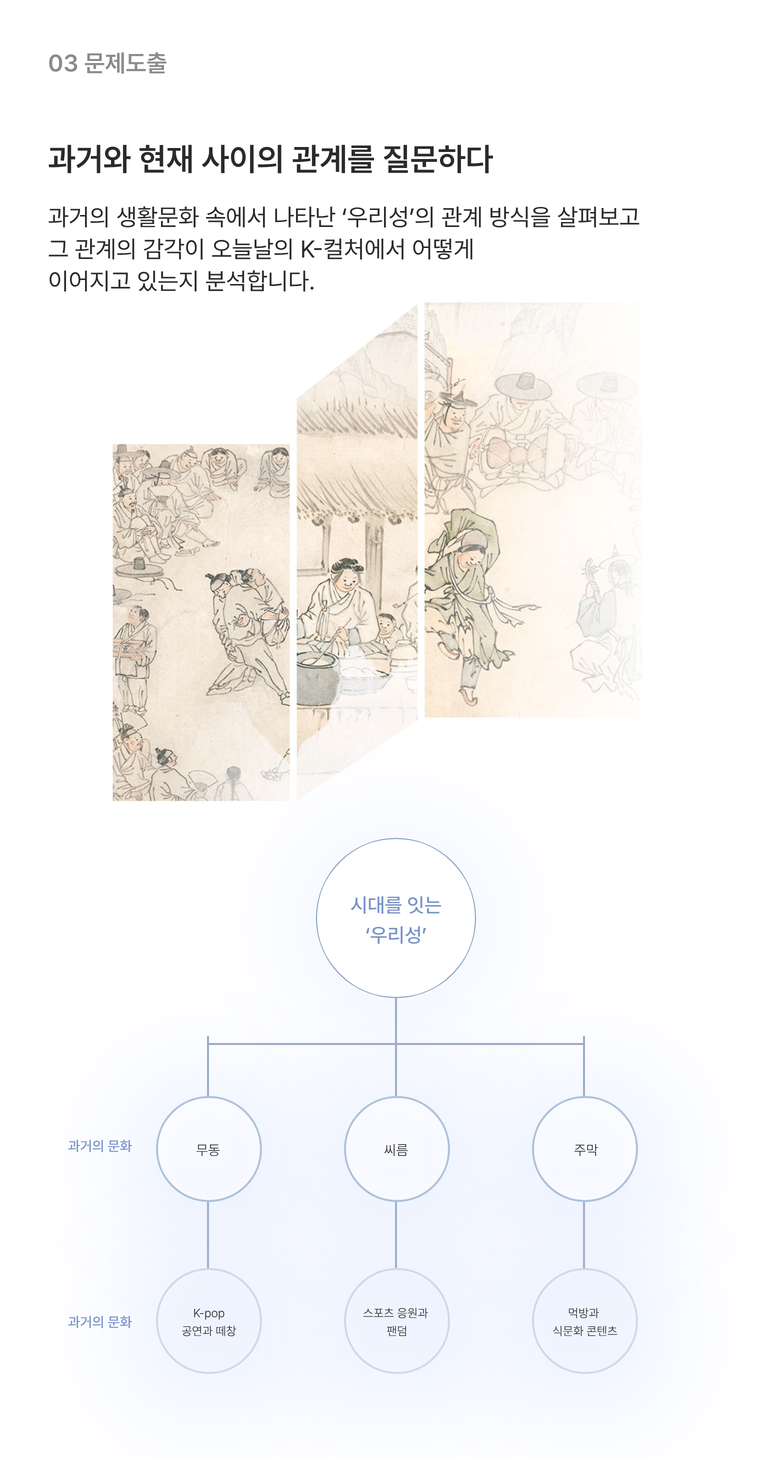 03 문제도출
과거와 현재 사이의 관계를 질문하다
과거의 생활문화 속에서 나타난 ‘우리성’의 관계 방식을 살펴보고
그 관계의 감각이 오늘날의 K-컬처에서 어떻게
이어지고 있는지 분석합니다.
시대를 잇는
‘우리성’
과거의 문화
무동
씨름
주막
과거의 문화
K-pop
공연과 떼창
스포츠 응원과
팬덤
먹방과
식문화 콘텐츠